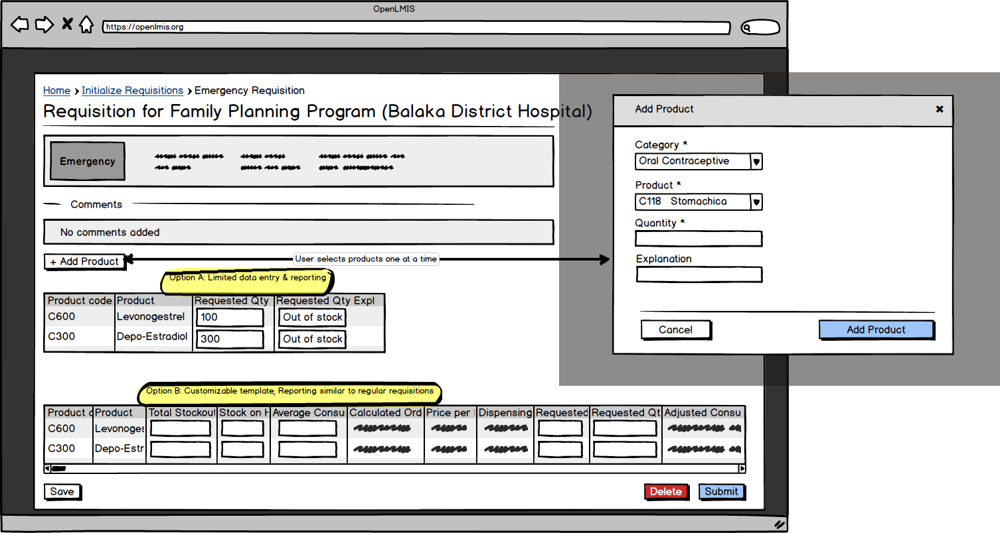 OpenLMIS
https://openlmis.org
Home Initialize Requisitions Emergency Requisition
Requisition for Family Planning Program (Balaka District Hospital)
Emergency
Comments
No comments added
+ Add Product
User selects products one at a time
Option A: Limited data entry & reporting
Product code Product Requested Qty Requested Qty Expl
C600 Levonogestrel 100 Out of stock
C300 Depo-Estradiol 300 Out of stock
Option B: Customizable template, Reporting similar to regular requisitions
Product Product Total Stockout Stock on Average Consu Calculated Ord Price per Dispensing Requested Requested Qt Adjusted Consu
C600 Levonoges
C300 Depo-Estr
Save Delete Submit
Add Product
Category *
Oral Contraceptive
Product *
C118 Stomachica
Quantity *
Explanation
Cancel Add Product